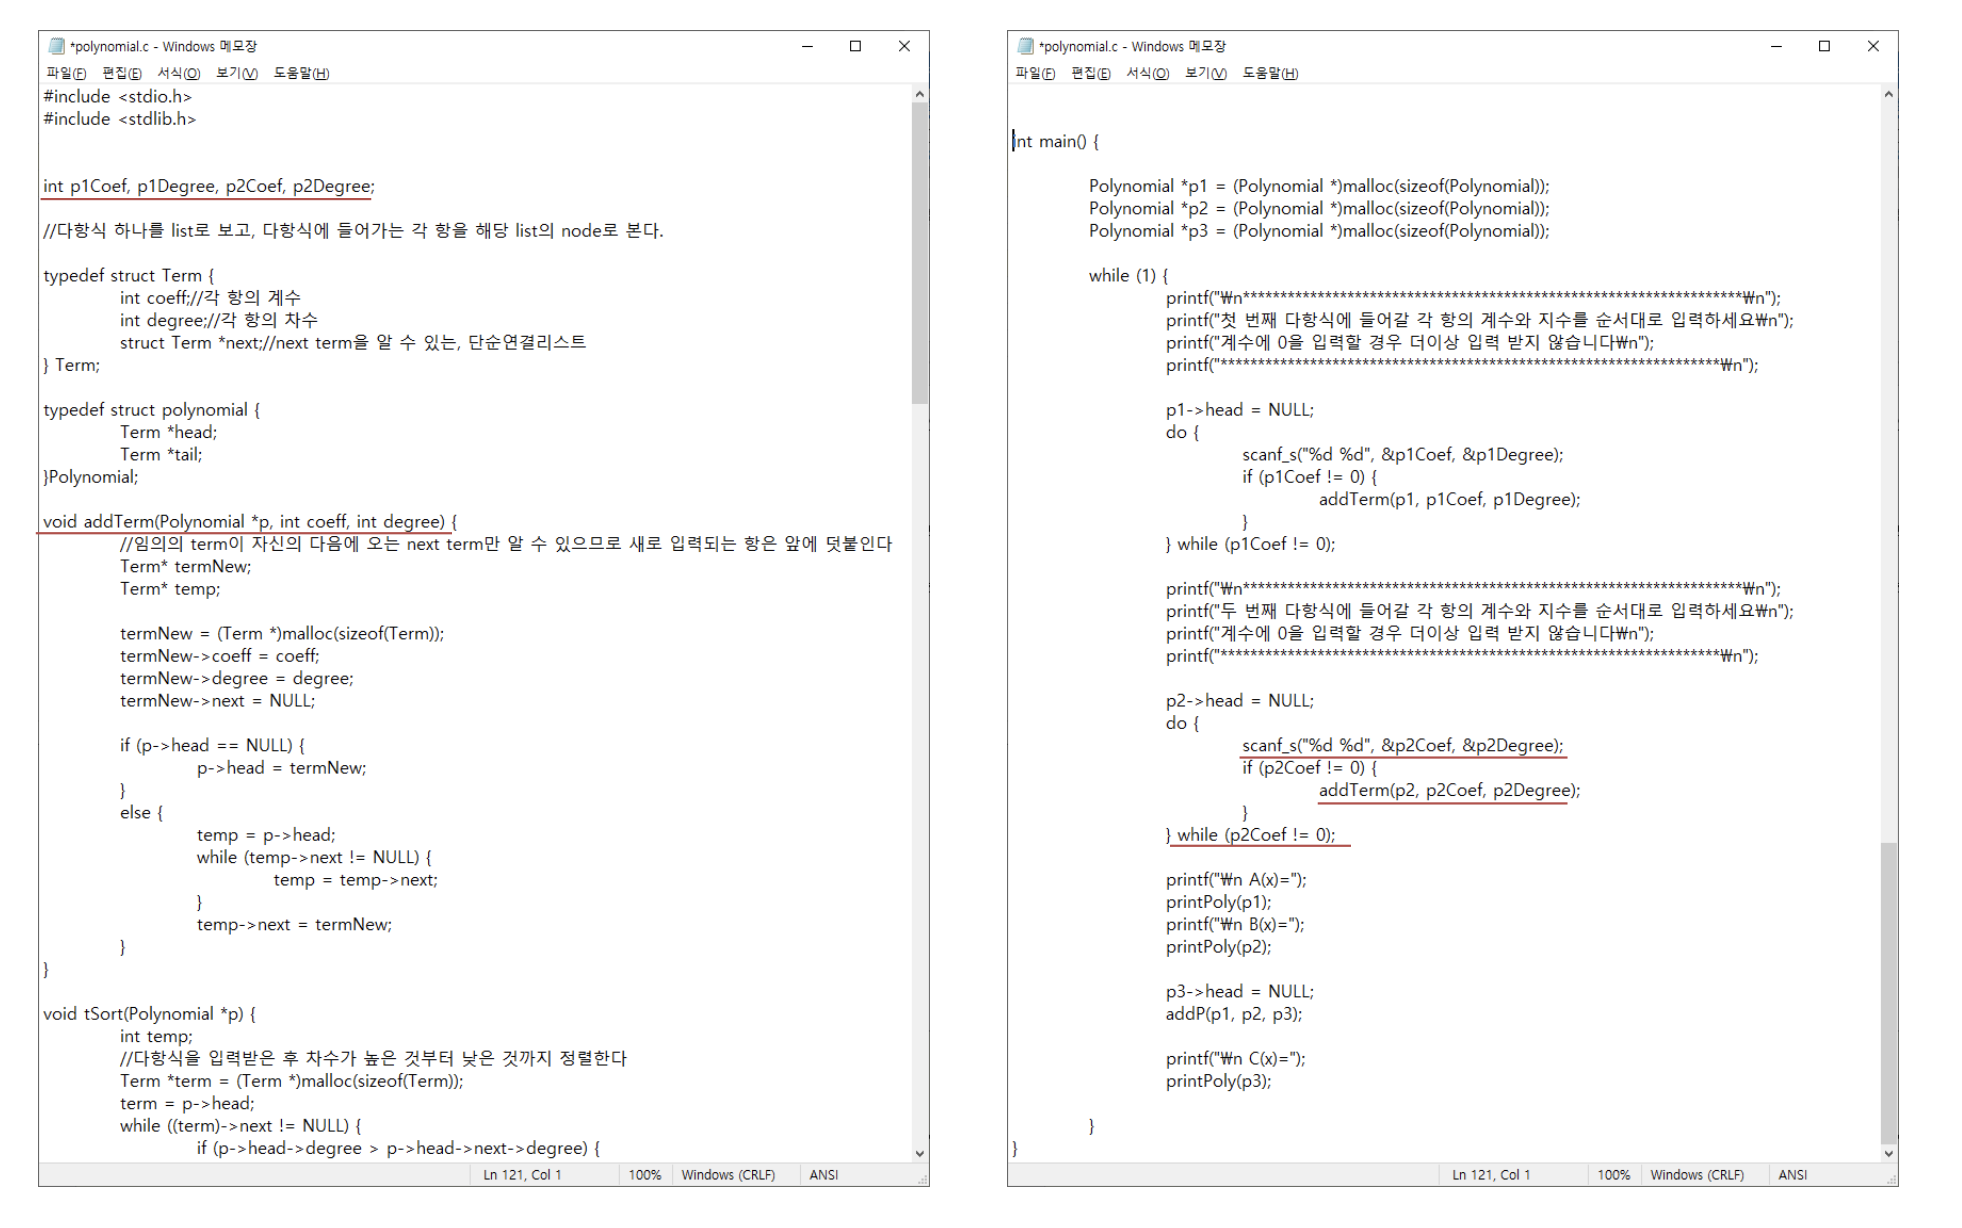 *polynomial.c - Windows 메모장
파일(F) 편집(E) 서식(O) 보기(V) 도움말(H)
#include <stdio.h>
#include <stdlib.h>
int p1Coef, p1Degree, p2Coef, p2Degree;
//다항식 하나를 list로 보고, 다항식에 들어가는 각 항을 해당 list의 node로 본다.
typedef struct Term {
int coeff;//각 항의 계수
int degree;//각 항의 차수
struct Term *next;//next term을 알 수 있는, 단순연결리스트
} Term;
typedef struct polynomial {
Term *head;
Term *tail;
}Polynomial;
void addTerm(Polynomial *p, int coeff, int degree) {
//임의의 term이 자신의 다음에 오는 next term만 알 수 있으므로 새로 입력되는 항은 앞에 덧붙인다
Term* termNew;
Term* temp;
termNew = (Term *)malloc(sizeof(Term));
termNew->coeff = coeff;
termNew->degree = degree;
termNew->next = NULL;
if (p->head == NULL) {
p->head = termNew;
}
else {
temp = p->head;
while (temp->next != NULL) {
temp = temp->next;
}
temp->next = termNew;
}
}
void tSort(Polynomial *p) {
int temp;
//다항식을 입력받은 후 차수가 높은 것부터 낮은 것까지 정렬한다
Term *term = (Term *)malloc(sizeof(Term));
term = p->head;
while ((term)->next != NULL) {
if (p->head->degree > p->head->next->degree) {
Ln 121, Col 1 100% Windows (CRLF) ANSI
*polynomial.c - Windows 메모장
파일(F) 편집(E) 서식(O) 보기(V) 도움말(H)
int main() {
Polynomial *p1 = (Polynomial *)malloc(sizeof(Polynomial));
Polynomial *p2 = (Polynomial *)malloc(sizeof(Polynomial));
Polynomial *p3 = (Polynomial *)malloc(sizeof(Polynomial));
while (1) {
printf("₩n*******************************************************************₩n");
printf("첫 번째 다항식에 들어갈 각 항의 계수와 지수를 순서대로 입력하세요₩n");
printf("계수에 0을 입력할 경우 더이상 입력 받지 않습니다₩n");
printf("*******************************************************************₩n");
p1->head = NULL;
do {
scanf_s("%d %d", &p1Coef, &p1Degree);
if (p1Coef != 0) {
addTerm(p1, p1Coef, p1Degree);
}
} while (p1Coef != 0);
printf("₩n*******************************************************************₩n");
printf("두 번째 다항식에 들어갈 각 항의 계수와 지수를 순서대로 입력하세요₩n");
printf("계수에 0을 입력할 경우 더이상 입력 받지 않습니다₩n");
printf("*******************************************************************₩n");
p2->head = NULL;
do {
scanf_s("%d %d", &p2Coef, &p2Degree);
if (p2Coef != 0) {
addTerm(p2, p2Coef, p2Degree);
}
} while (p2Coef != 0);
printf("₩n A(x)=");
printPoly(p1);
printf("₩n B(x)=");
printPoly(p2);
p3->head = NULL;
addP(p1, p2, p3);
printf("₩n C(x)=");
printPoly(p3);
}
}
Ln 121, Col 1 100% Windows (CRLF) ANSI